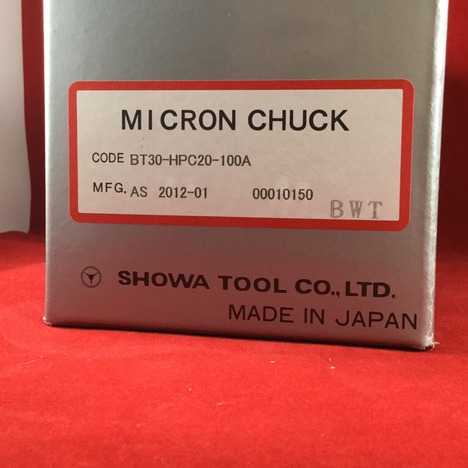 MICRON CHUCK
CODE BT30-HPC20-100A
MFG. AS 2012-01 00010150
BWT
SHOWA TOOL CO.,LTD.
MADE IN JAPAN